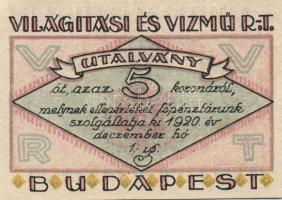 VILÁGITÁSI ÉS VIZMŰ R.-T.
V V
UTALVÁNY
öt, azaz 5 koronáról,
melynek ellenértékét főpénztárunk
szolgáltatja ki 1920. év
december hó
1.-ig.
R T
BUDAPEST